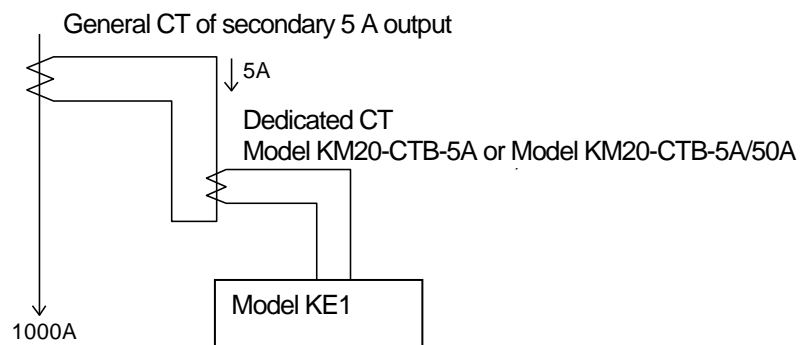 General CT of secondary 5 A output
5A
Dedicated CT
Model KM20-CTB-5A or Model KM20-CTB-5A/50A
Model KE1
1000A